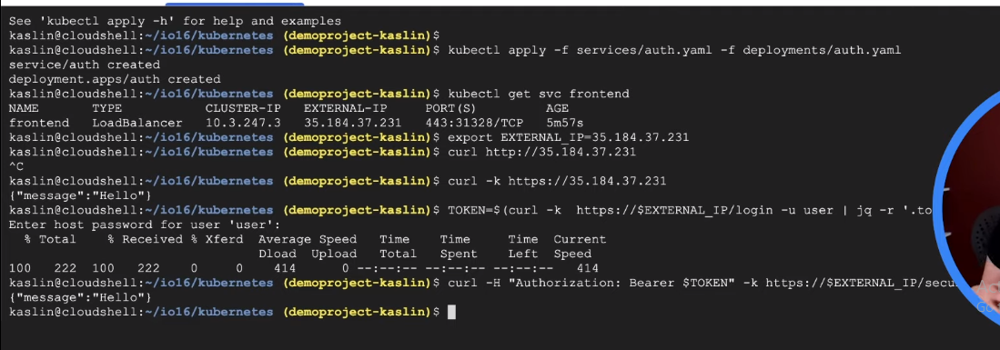 See 'kubectl apply -h' for help and examples
kaslin@cloudshell:~/io16/kubernetes (demoproject-kaslin)$
kaslin@cloudshell:~/io16/kubernetes (demoproject-kaslin)$ kubectl apply -f services/auth.yaml -f deployments/auth.yaml
service/auth created
deployment.apps/auth created
kaslin@cloudshell:~/io16/kubernetes (demoproject-kaslin)$ kubectl get svc frontend
NAME TYPE CLUSTER-IP EXTERNAL-IP PORT(S) AGE
frontend LoadBalancer 10.3.247.3 35.184.37.231 443:31328/TCP 5m57s
kaslin@cloudshell:~/io16/kubernetes (demoproject-kaslin)$ export EXTERNAL_IP=35.184.37.231
kaslin@cloudshell:~/io16/kubernetes (demoproject-kaslin)$ curl http://35.184.37.231
^C
kaslin@cloudshell:~/io16/kubernetes (demoproject-kaslin)$ curl -k https://35.184.37.231
{"message":"Hello"}
kaslin@cloudshell:~/io16/kubernetes (demoproject-kaslin)$ TOKEN=$(curl -k https://$EXTERNAL_IP/login -u user | jq -r '.to
Enter host password for user 'user':
% Total % Received % Xferd Average Speed Time Time Time Current
Dload Upload Total Spent Left Speed
100 222 100 222 0 0 414 0 --:--:-- --:--:-- --:--:-- 414
kaslin@cloudshell:~/io16/kubernetes (demoproject-kaslin)$ curl -H "Authorization: Bearer $TOKEN" -k https://$EXTERNAL_IP/secu
{"message":"Hello"}
kaslin@cloudshell:~/io16/kubernetes (demoproject-kaslin)$